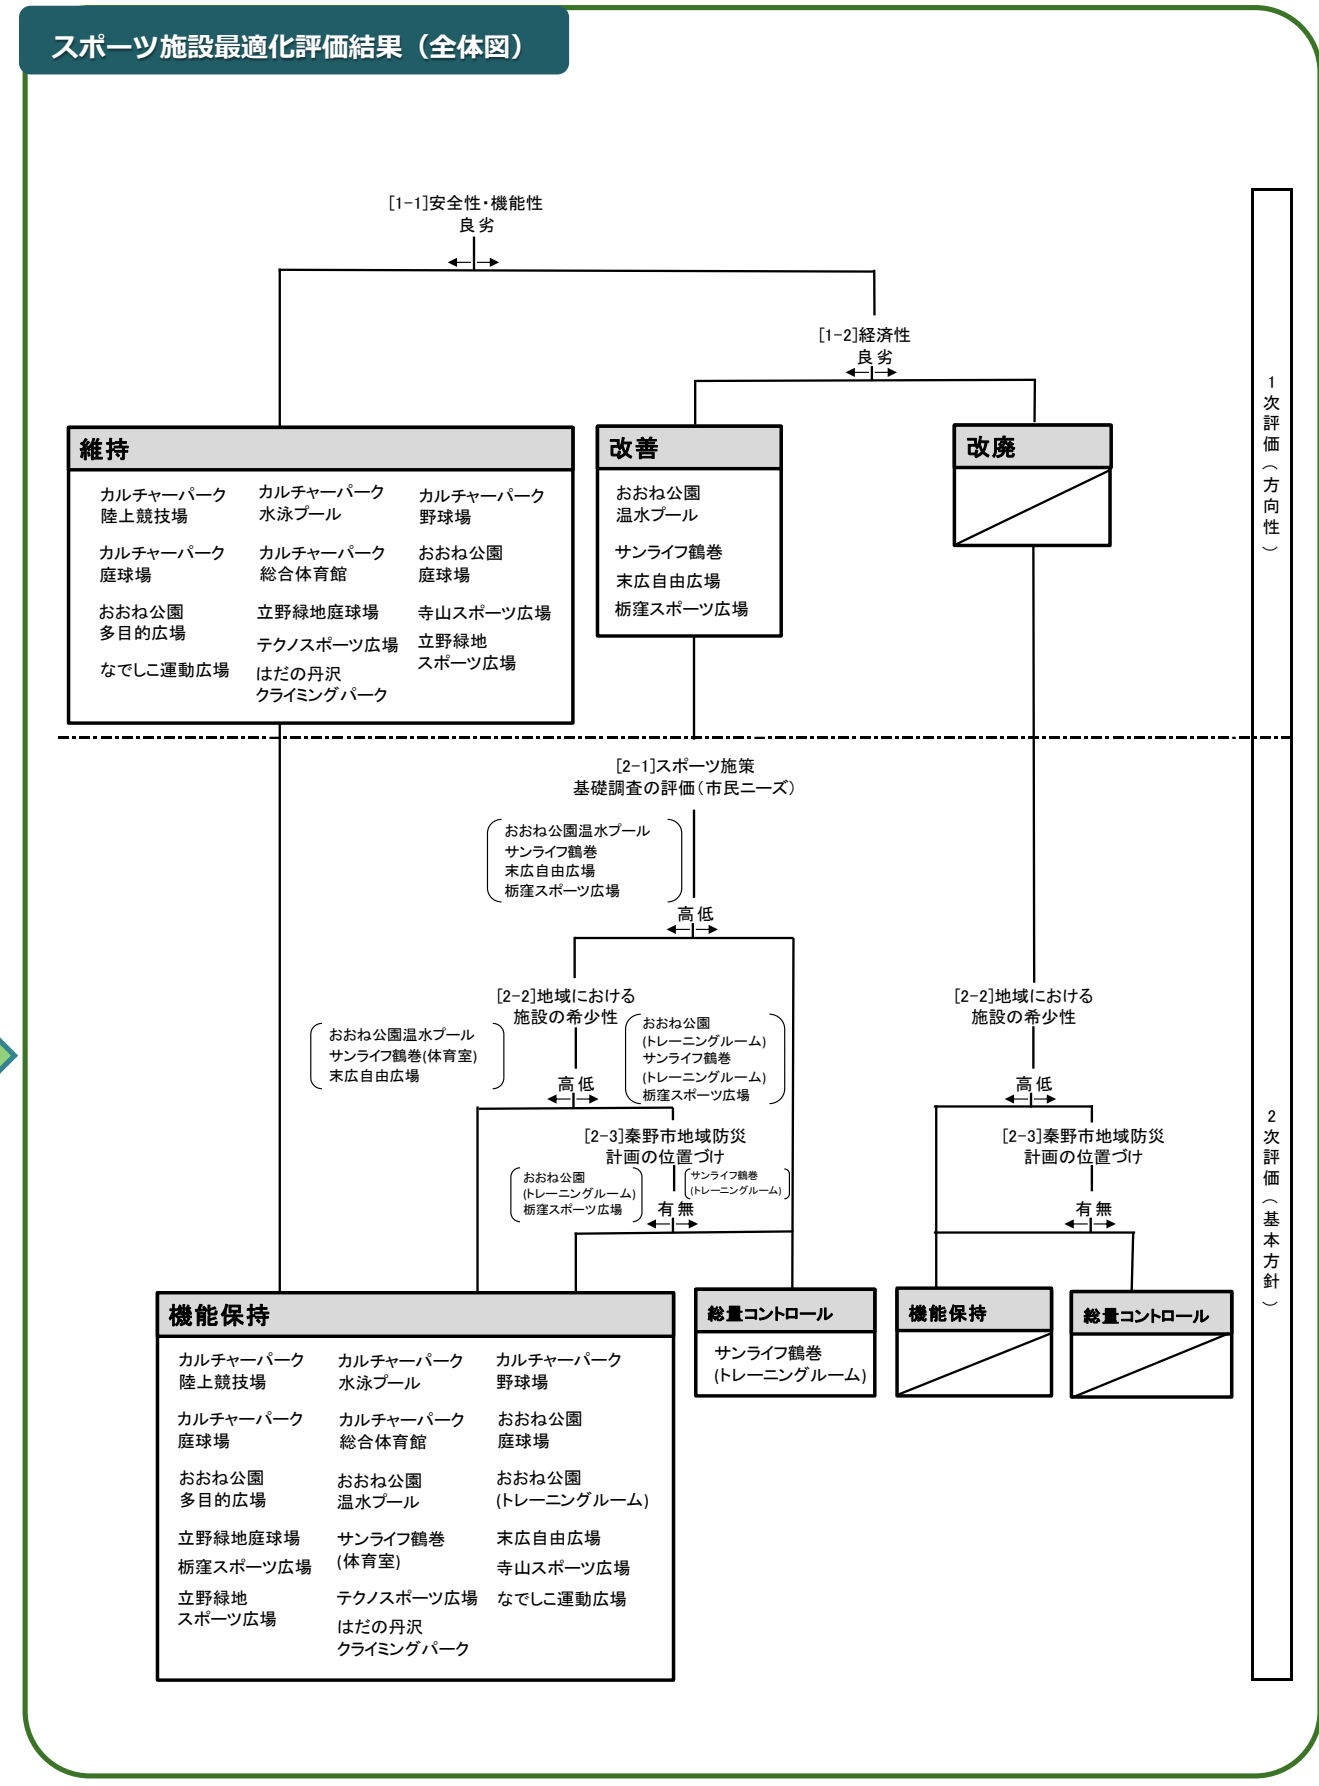 スポーツ施設最適化評価結果（全体図）
[1-1]安全性・機能性
良 劣
[1-2]経済性
良 劣
維持
カルチャーパーク
陸上競技場
カルチャーパーク
水泳プール
カルチャーパーク
野球場
カルチャーパーク
庭球場
カルチャーパーク
総合体育館
おおね公園
庭球場
おおね公園
多目的広場
立野緑地庭球場
寺山スポーツ広場
なでしこ運動広場
テクノスポーツ広場
立野緑地
スポーツ広場
はだの丹沢
クライミングパーク
改善
おおね公園
温水プール
サンライフ鶴巻
末広自由広場
栃窪スポーツ広場
改廃
1次評価（方向性）
[2-1]スポーツ施策
基礎調査の評価（市民ニーズ）
おおね公園温水プール
サンライフ鶴巻
末広自由広場
栃窪スポーツ広場
高 低
[2-2]地域における
施設の希少性
おおね公園温水プール
サンライフ鶴巻(体育室)
末広自由広場
おおね公園
(トレーニングルーム)
サンライフ鶴巻
(トレーニングルーム)
栃窪スポーツ広場
高 低
[2-3]秦野市地域防災
計画の位置づけ
おおね公園
(トレーニングルーム)
栃窪スポーツ広場
サンライフ鶴巻
(トレーニングルーム)
有 無
[2-2]地域における
施設の希少性
高 低
[2-3]秦野市地域防災
計画の位置づけ
有 無
2次評価（基本方針）
機能保持
カルチャーパーク
陸上競技場
カルチャーパーク
水泳プール
カルチャーパーク
野球場
カルチャーパーク
庭球場
カルチャーパーク
総合体育館
おおね公園
庭球場
おおね公園
多目的広場
おおね公園
温水プール
おおね公園
(トレーニングルーム)
立野緑地庭球場
サンライフ鶴巻
(体育室)
末広自由広場
栃窪スポーツ広場
寺山スポーツ広場
立野緑地
スポーツ広場
テクノスポーツ広場
なでしこ運動広場
はだの丹沢
クライミングパーク
総量コントロール
サンライフ鶴巻
(トレーニングルーム)
機能保持
総量コントロール